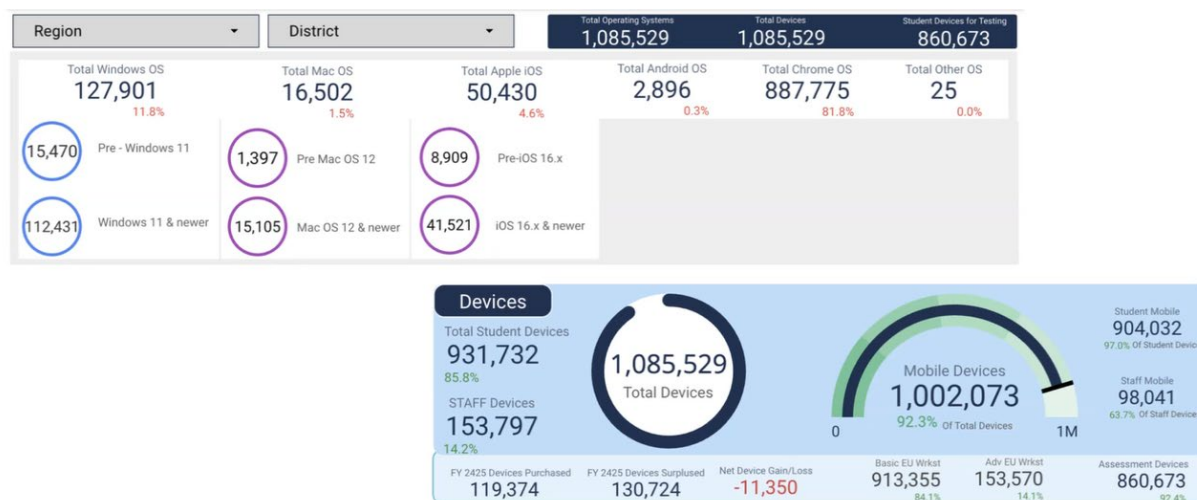 Region
District
Total Operating Systems
1,085,529
Total Devices
1,085,529
Student Devices for Testing
860,673
Total Windows OS
127,901
11.8%
Total Mac OS
16,502
1.5%
Total Apple iOS
50,430
4.6%
Total Android OS
2,896
0.3%
Total Chrome OS
887,775
81.8%
Total Other OS
25
0.0%
15,470
Pre - Windows 11
1,397
Pre Mac OS 12
8,909
Pre-iOS 16.x
112,431
Windows 11 & newer
15,105
Mac OS 12 & newer
41,521
iOS 16.x & newer
Devices
Total Student Devices
931,732
85.8%
STAFF Devices
153,797
14.2%
1,085,529
Total Devices
Mobile Devices
1,002,073
92.3% Of Total Devices
0
1M
Student Mobile
904,032
97.0% Of Student Devic
Staff Mobile
98,041
63.7% Of Staff Device
FY 2425 Devices Purchased
119,374
FY 2425 Devices Surplused
130,724
Net Device Gain/Loss
-11,350
Basic EU Wrkst
913,355
84.1%
Adv EU Wrkst
153,570
14.1%
Assessment Devices
860,673
92.4%